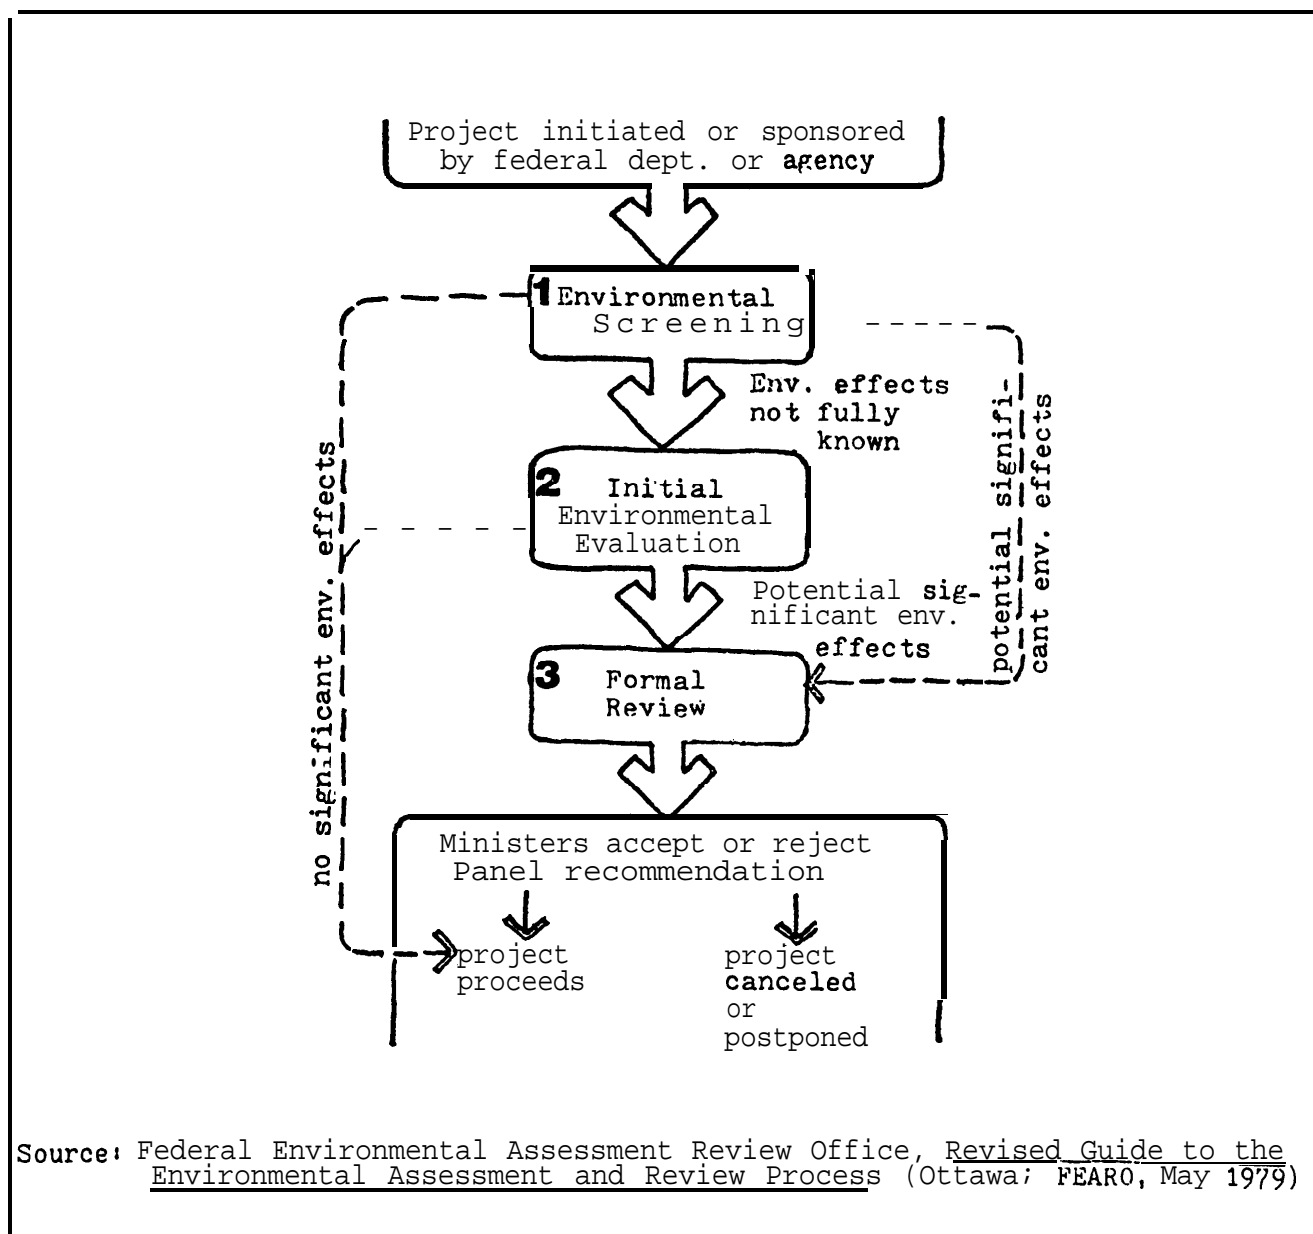 Project initiated or sponsored
by federal dept. or agency
1 Environmental
Screening
Env. effects
not fully
known
2 Initial
Environmental
Evaluation
Potential sig-
nificant env.
effects
potential signifi-
cant env. effects
no significant env. effects
3 Formal
Review
Ministers accept or reject
Panel recommendation
project
proceeds
project
canceled
or
postponed
Source: Federal Environmental Assessment Review Office, Revised Guide to the
Environmental Assessment and Review Process (Ottawa; FEARO, May 1979)